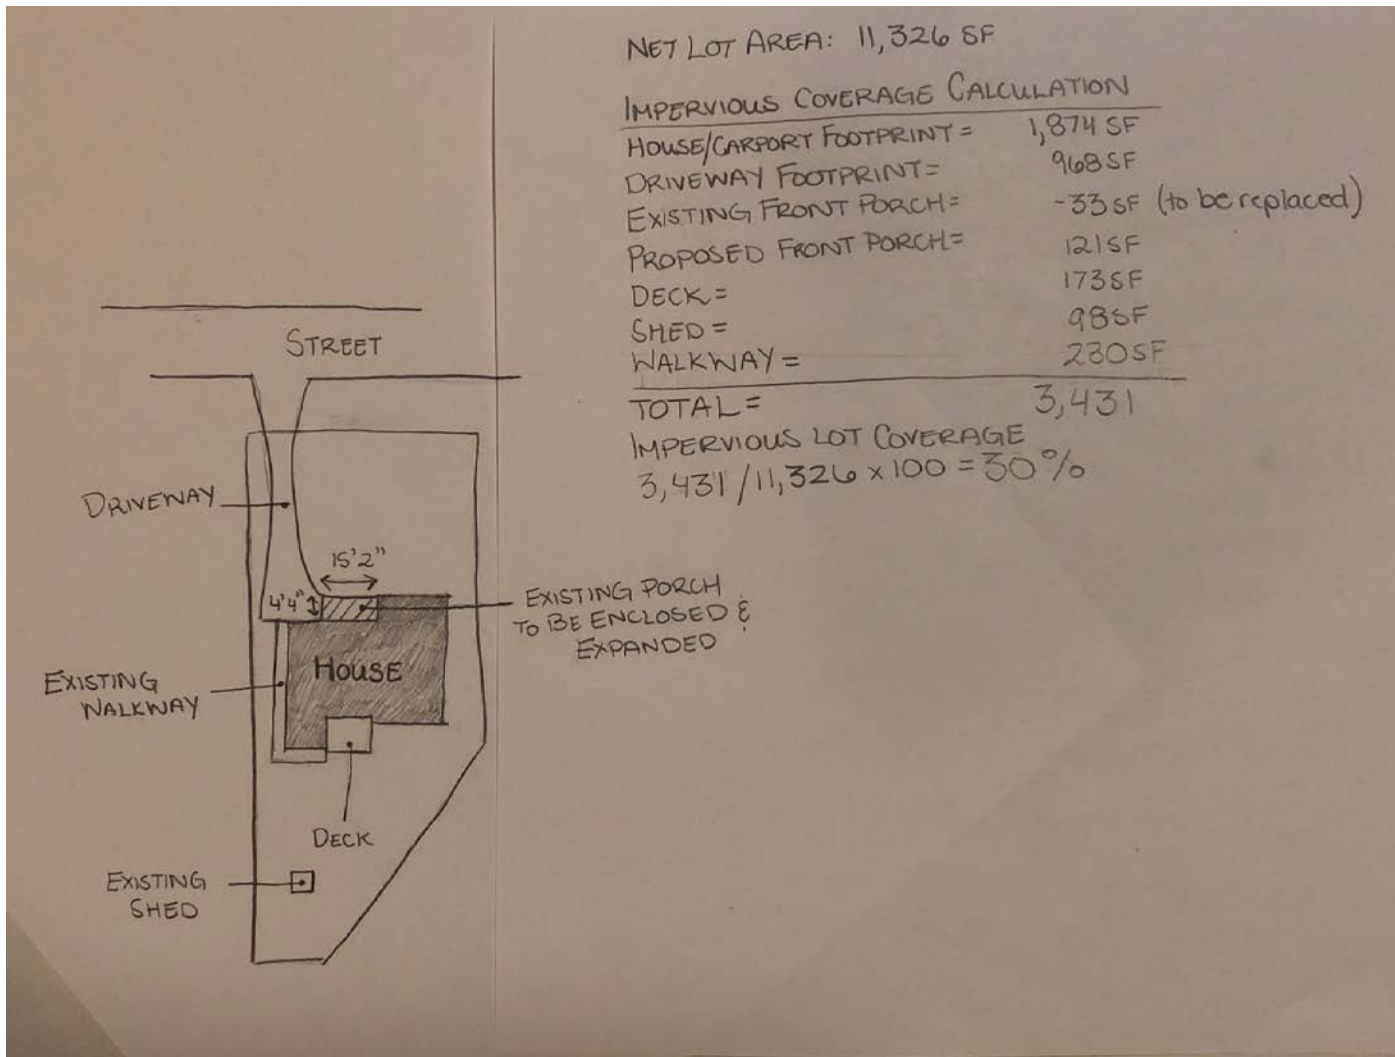 NET LOT AREA: 11,326 SF
IMPERVIOUS COVERAGE CALCULATION
HOUSE/CARPORT FOOTPRINT = 1,874 SF
DRIVEWAY FOOTPRINT= 968 SF
EXISTING FRONT PORCH= -33 SF (to be replaced)
PROPOSED FRONT PORCH= 121 SF
DECK= 173 SF
SHED= 98 SF
WALKWAY= 230 SF
TOTAL= 3,431
IMPERVIOUS LOT COVERAGE
3,431/11,326 x 100 = 30%
STREET
DRIVEWAY
15'2"
4'4"
EXISTING PORCH
TO BE ENCLOSED &
EXPANDED
HOUSE
EXISTING
WALKWAY
DECK
EXISTING
SHED